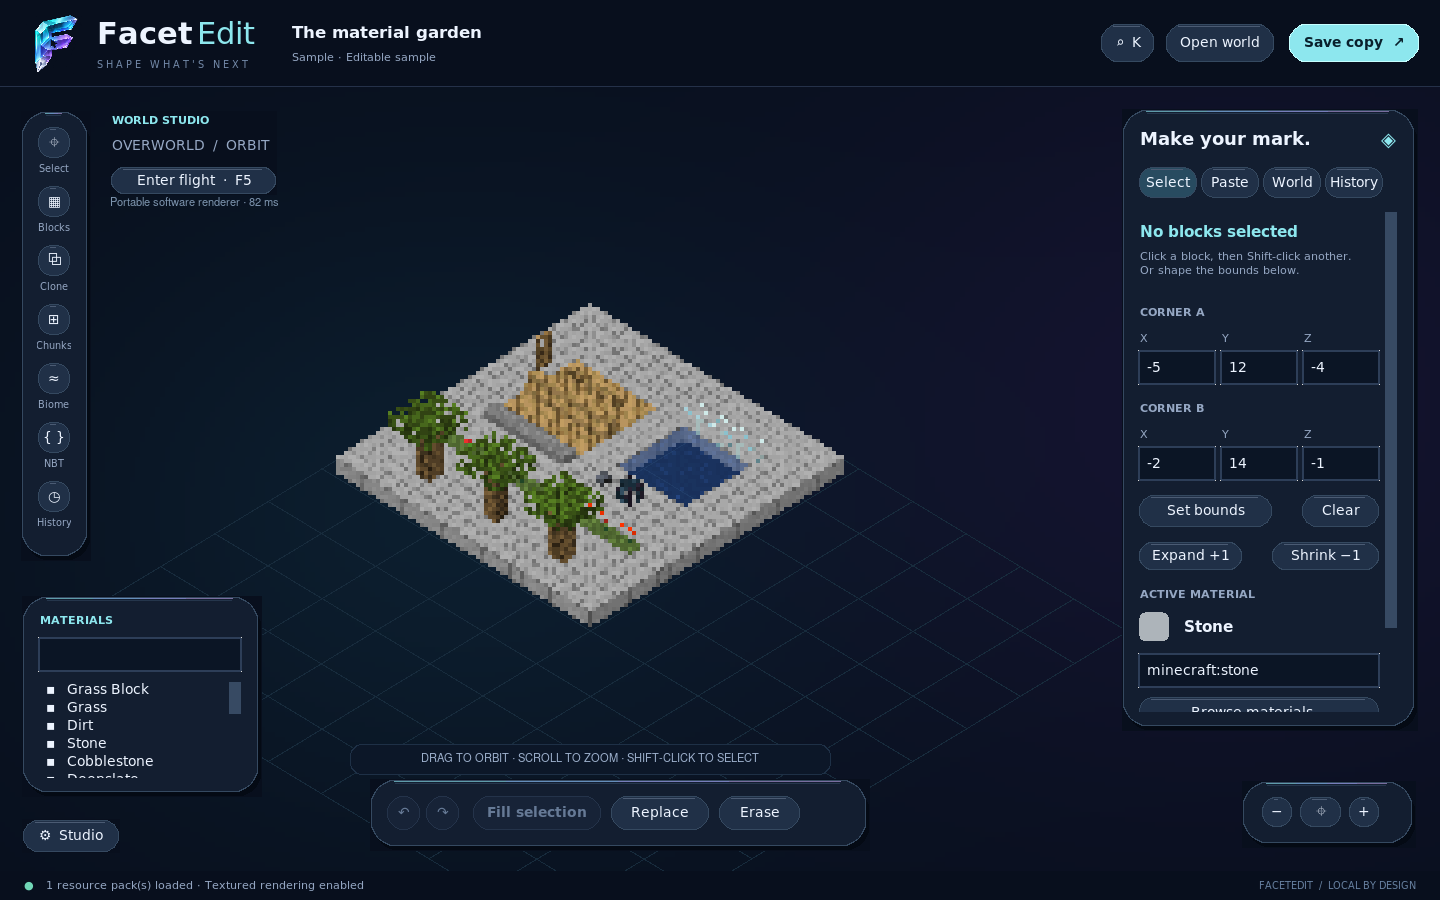 FacetEdit
SHAPE WHAT'S NEXT
The material garden
Sample · Editable sample
⌕ K
Open world
Save copy ↗
WORLD STUDIO
OVERWORLD / ORBIT
Enter flight · F5
Portable software renderer · 82 ms
Select
Blocks
Clone
Chunks
Biome
{ }
NBT
History
MATERIALS
Grass Block
Grass
Dirt
Stone
Cobblestone
Deepslate
⚙ Studio
Make your mark.
Select Paste World History
No blocks selected
Click a block, then Shift-click another.
Or shape the bounds below.
CORNER A
X Y Z
-5 12 -4
CORNER B
X Y Z
-2 14 -1
Set bounds Clear
Expand +1 Shrink −1
ACTIVE MATERIAL
Stone
minecraft:stone
Browse materials
DRAG TO ORBIT · SCROLL TO ZOOM · SHIFT-CLICK TO SELECT
↶ ↷ Fill selection Replace Erase
− +
1 resource pack(s) loaded · Textured rendering enabled
FACETEDIT / LOCAL BY DESIGN